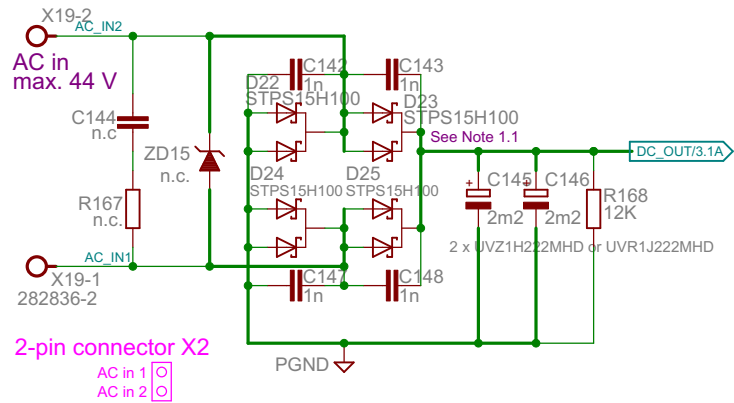 X19-2
AC_IN2
AC in
max. 44 V
C142
1n
C143
1n
D22
STPS15H100
D23
STPS15H100
C144
n.c
See Note 1.1
ZD15
n.c.
DC_OUT/3.1A
D24
STPS15H100
D25
STPS15H100
C145
2m2
C146
2m2
R168
12K
R167
n.c.
2 x UVZ1H222MHD or UVR1J222MHD
AC_IN1
X19-1
282836-2
C147
1n
C148
1n
2-pin connector X2
AC in 1
AC in 2
PGND